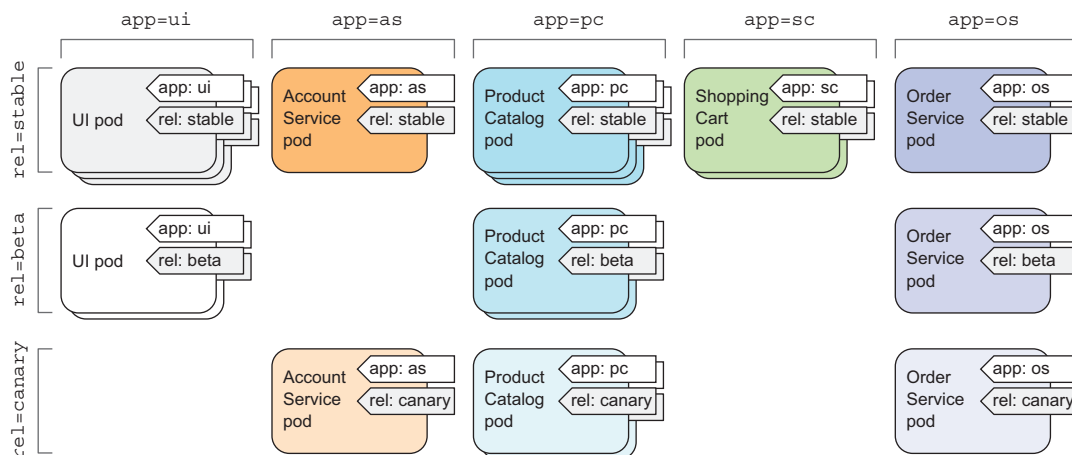 app=ui
app=as
app=pc
app=sc
app=os
rel=stable
UI pod
app: ui
rel: stable
Account
Service
pod
app: as
rel: stable
Product
Catalog
pod
app: pc
rel: stable
Shopping
Cart
pod
app: sc
rel: stable
Order
Service
pod
app: os
rel: stable
rel=beta
UI pod
app: ui
rel: beta
Product
Catalog
pod
app: pc
rel: beta
Order
Service
pod
app: os
rel: beta
rel=canary
Account
Service
pod
app: as
rel: canary
Product
Catalog
pod
app: pc
rel: canary
Order
Service
pod
app: os
rel: canary